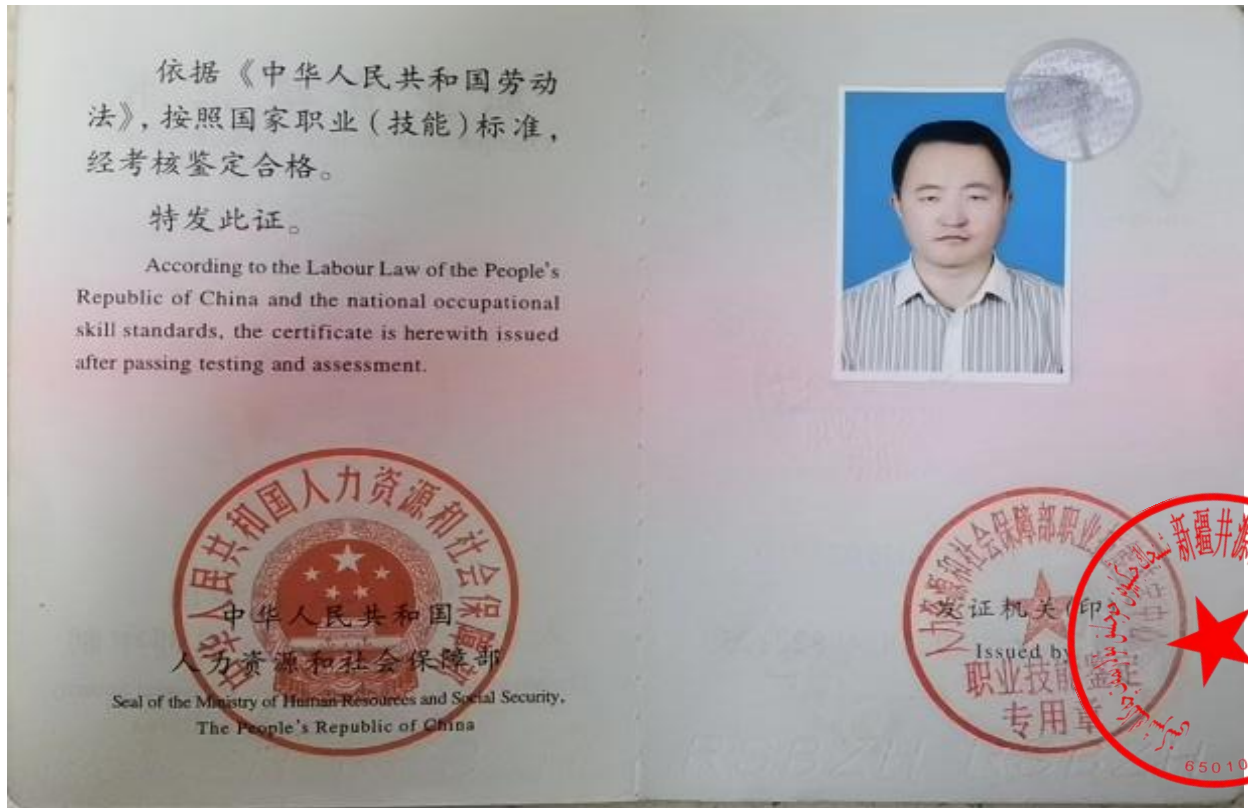 依据《中华人民共和国劳动
法》，按照国家职业（技能）标准，
经考核鉴定合格。
特发此证。
According to the Labour Law of the People's
Republic of China and the national occupational
skill standards, the certificate is herewith issued
after passing testing and assessment.
中华人民共和国人力资源和社会保障部
中华人民共和国
人力资源和社会保障部
Seal of the Ministry of Human Resources and Social Security,
The People's Republic of China
人力资源和社会保障部职业
发证机关（印）
Issued by
职业技能鉴定
专用章
新疆井源
65010